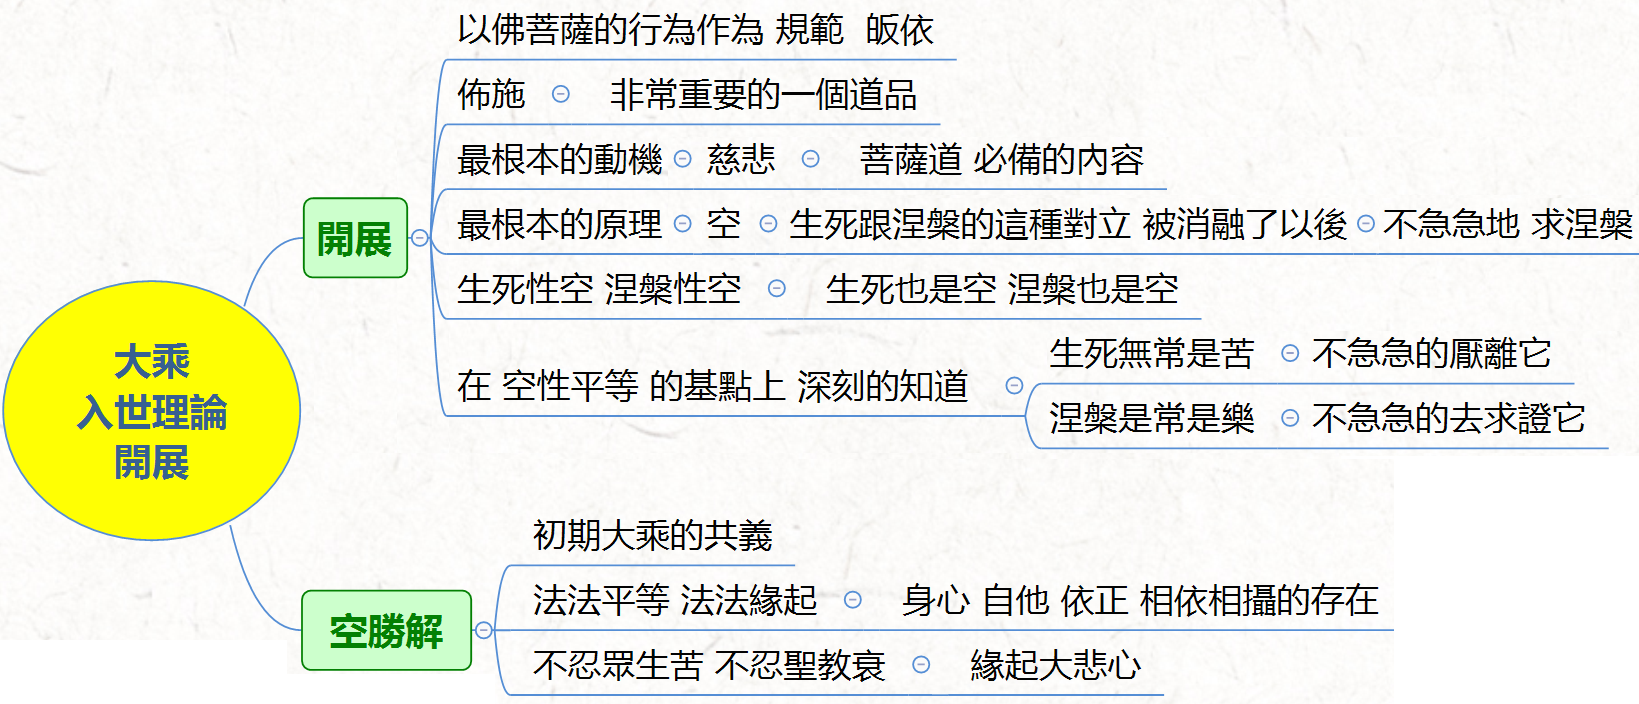 大乘
入世理論
開展
開展
以佛菩薩的行為作為 規範 皈依
佈施 非常重要的一個道品
最根本的動機 慈悲 菩薩道 必備的內容
最根本的原理 空 生死跟涅槃的這種對立 被消融了以後 不急急地 求涅槃
生死性空 涅槃性空 生死也是空 涅槃也是空
在 空性平等 的基點上 深刻的知道
生死無常是苦 不急急的厭離它
涅槃是常是樂 不急急的去求證它
空勝解
初期大乘的共義
法法平等 法法緣起 身心 自他 依正 相依相攝的存在
不忍眾生苦 不忍聖教衰 緣起大悲心